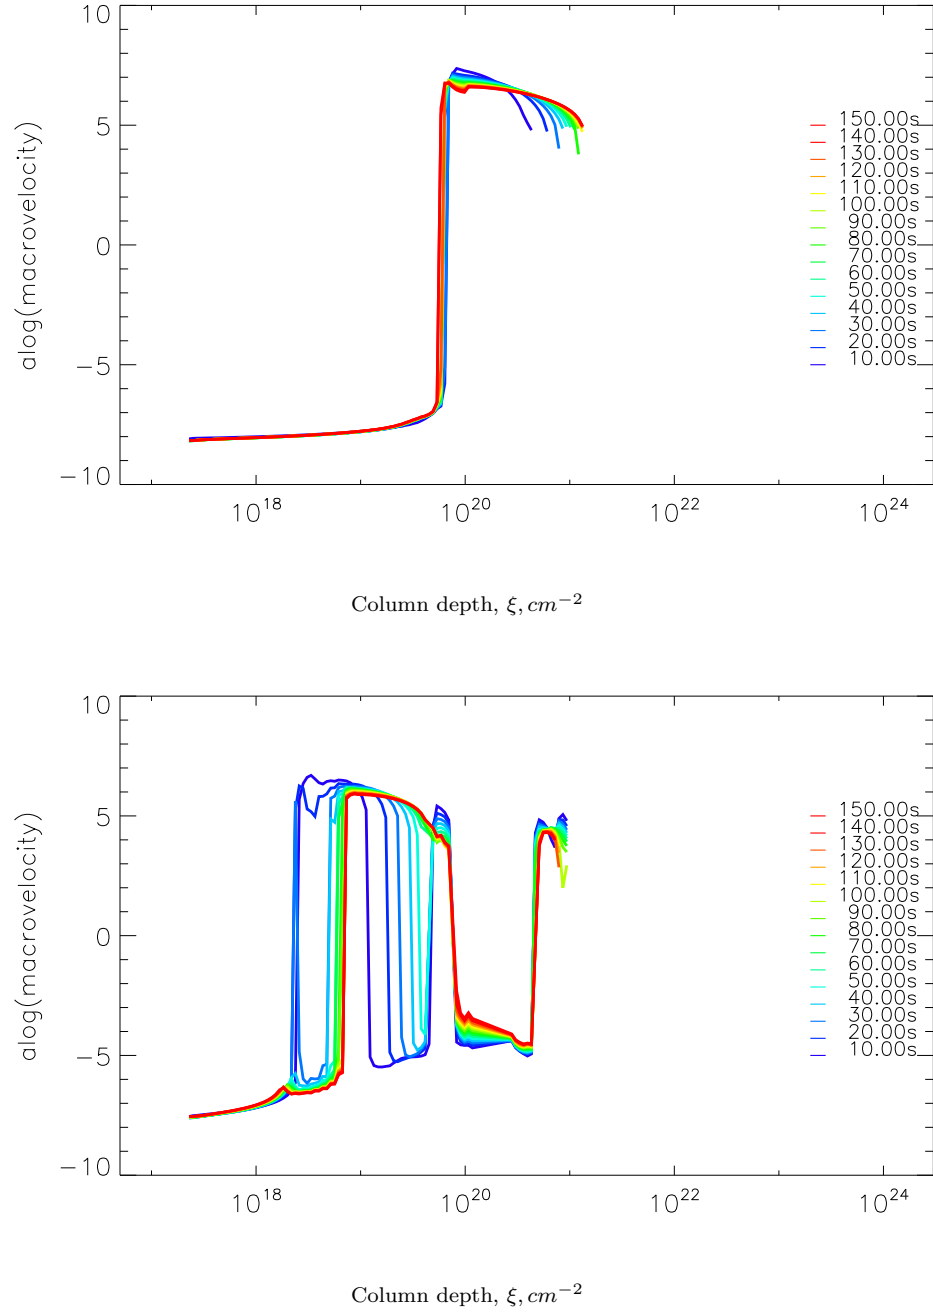 10
5
0
−5
−10
alog(macrovelocity)
10^18
10^20
10^22
10^24
150.00s
140.00s
130.00s
120.00s
110.00s
100.00s
90.00s
80.00s
70.00s
60.00s
50.00s
40.00s
30.00s
20.00s
10.00s
Column depth, ξ, cm^−2
10
5
0
−5
−10
alog(macrovelocity)
10^18
10^20
10^22
10^24
150.00s
140.00s
130.00s
120.00s
110.00s
100.00s
90.00s
80.00s
70.00s
60.00s
50.00s
40.00s
30.00s
20.00s
10.00s
Column depth, ξ, cm^−2